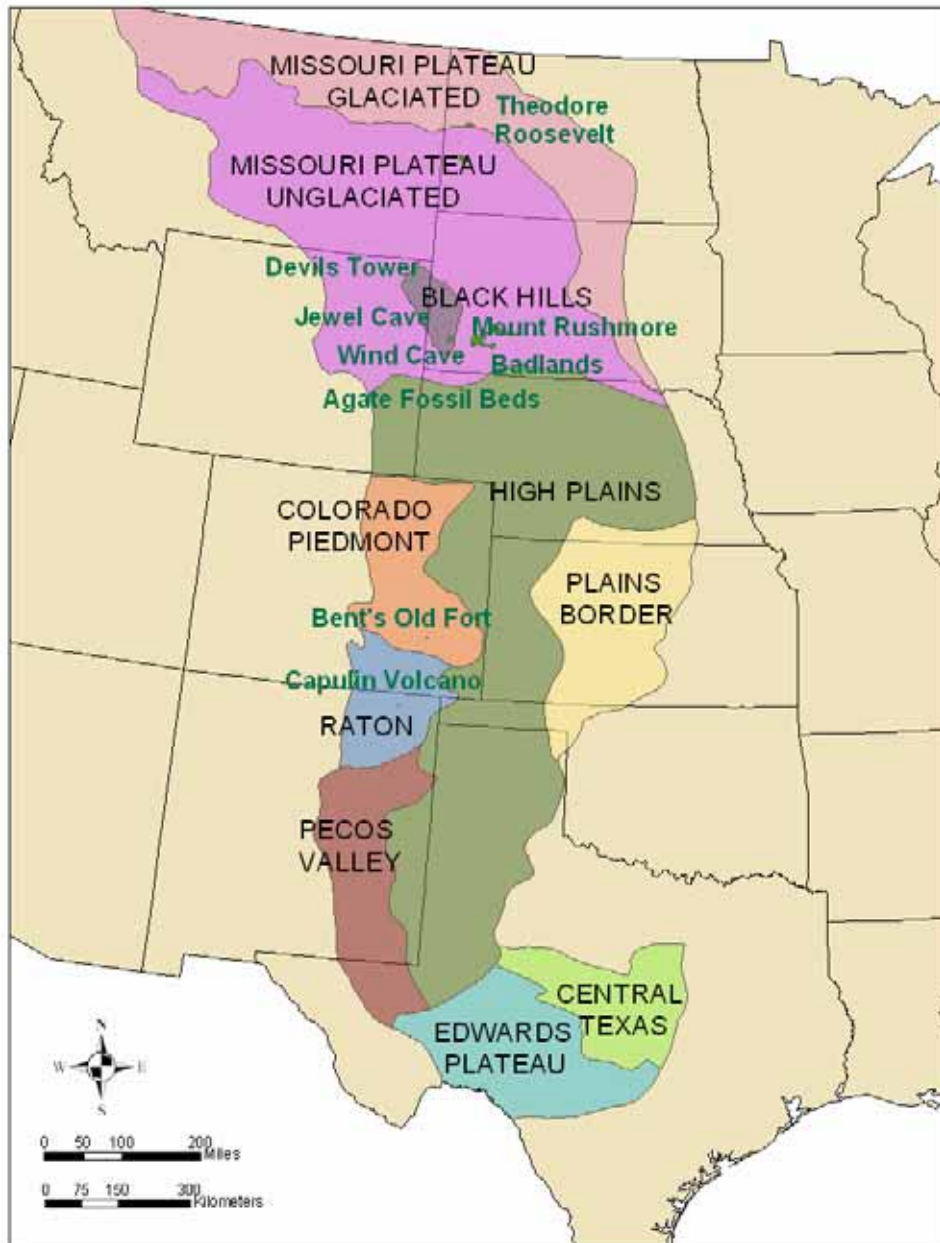 MISSOURI PLATEAU
GLACIATED
Theodore
Roosevelt
MISSOURI PLATEAU
UNGLACIATED
Devils Tower
BLACK HILLS
Jewel Cave
Mount Rushmore
Wind Cave
Badlands
Agate Fossil Beds
HIGH PLAINS
COLORADO
PIEDMONT
PLAINS
BORDER
Bent's Old Fort
Capulin Volcano
RATON
PECOS
VALLEY
CENTRAL
TEXAS
EDWARDS
PLATEAU
N
W E
S
0 50 100 200
Miles
0 75 150 300
Kilometers